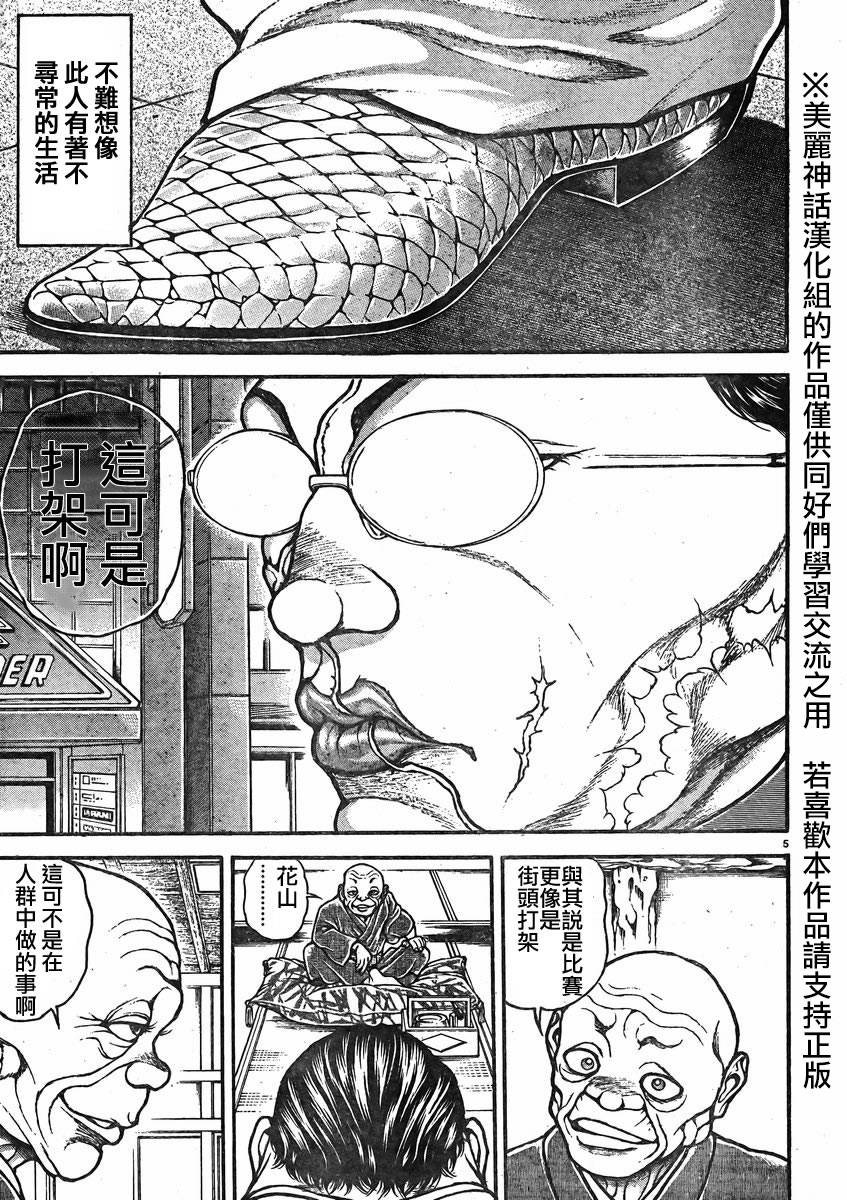 不難想像
此人有著不
尋常的生活
這可是
打架啊
DER
5
與其說是比賽
更像是
街頭打架
花山
………
這可不是在
人群中做的事啊
※美麗神話漢化組的作品僅供同好們學習交流之用　若喜歡本作品請支持正版